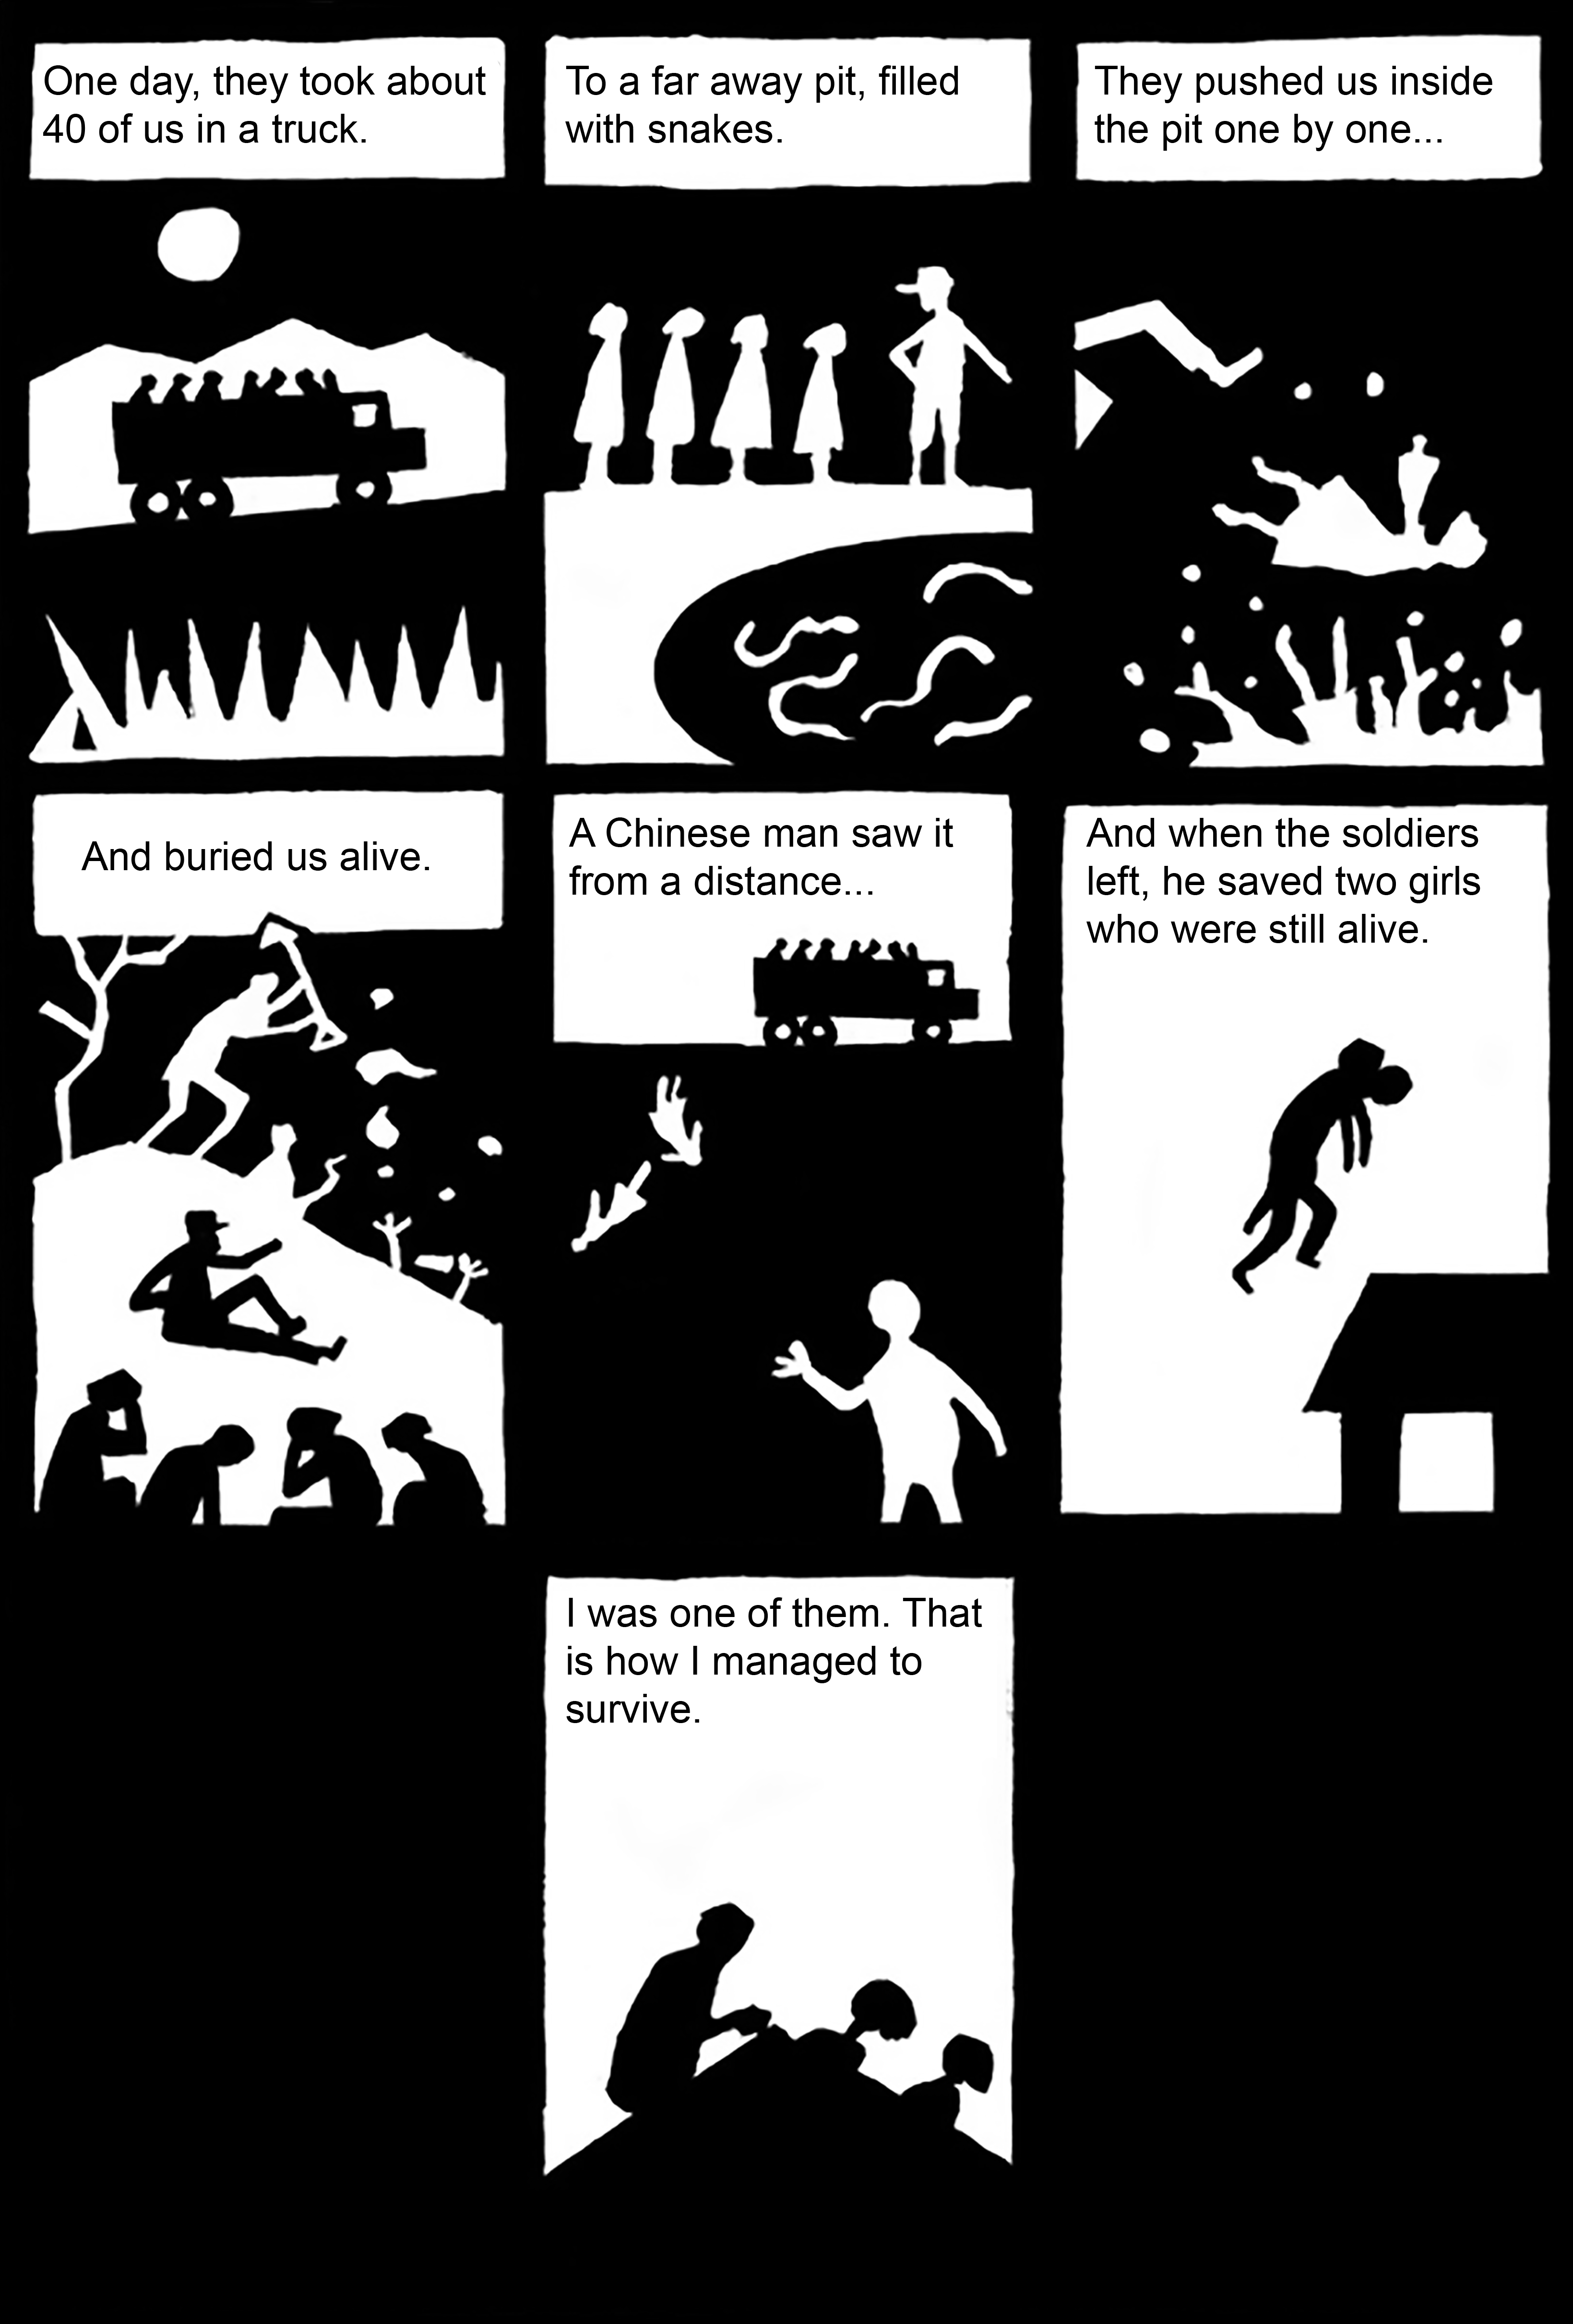 One day, they took about
40 of us in a truck.
To a far away pit, filled
with snakes.
They pushed us inside
the pit one by one...
And buried us alive.
A Chinese man saw it
from a distance...
And when the soldiers
left, he saved two girls
who were still alive.
I was one of them. That
is how I managed to
survive.